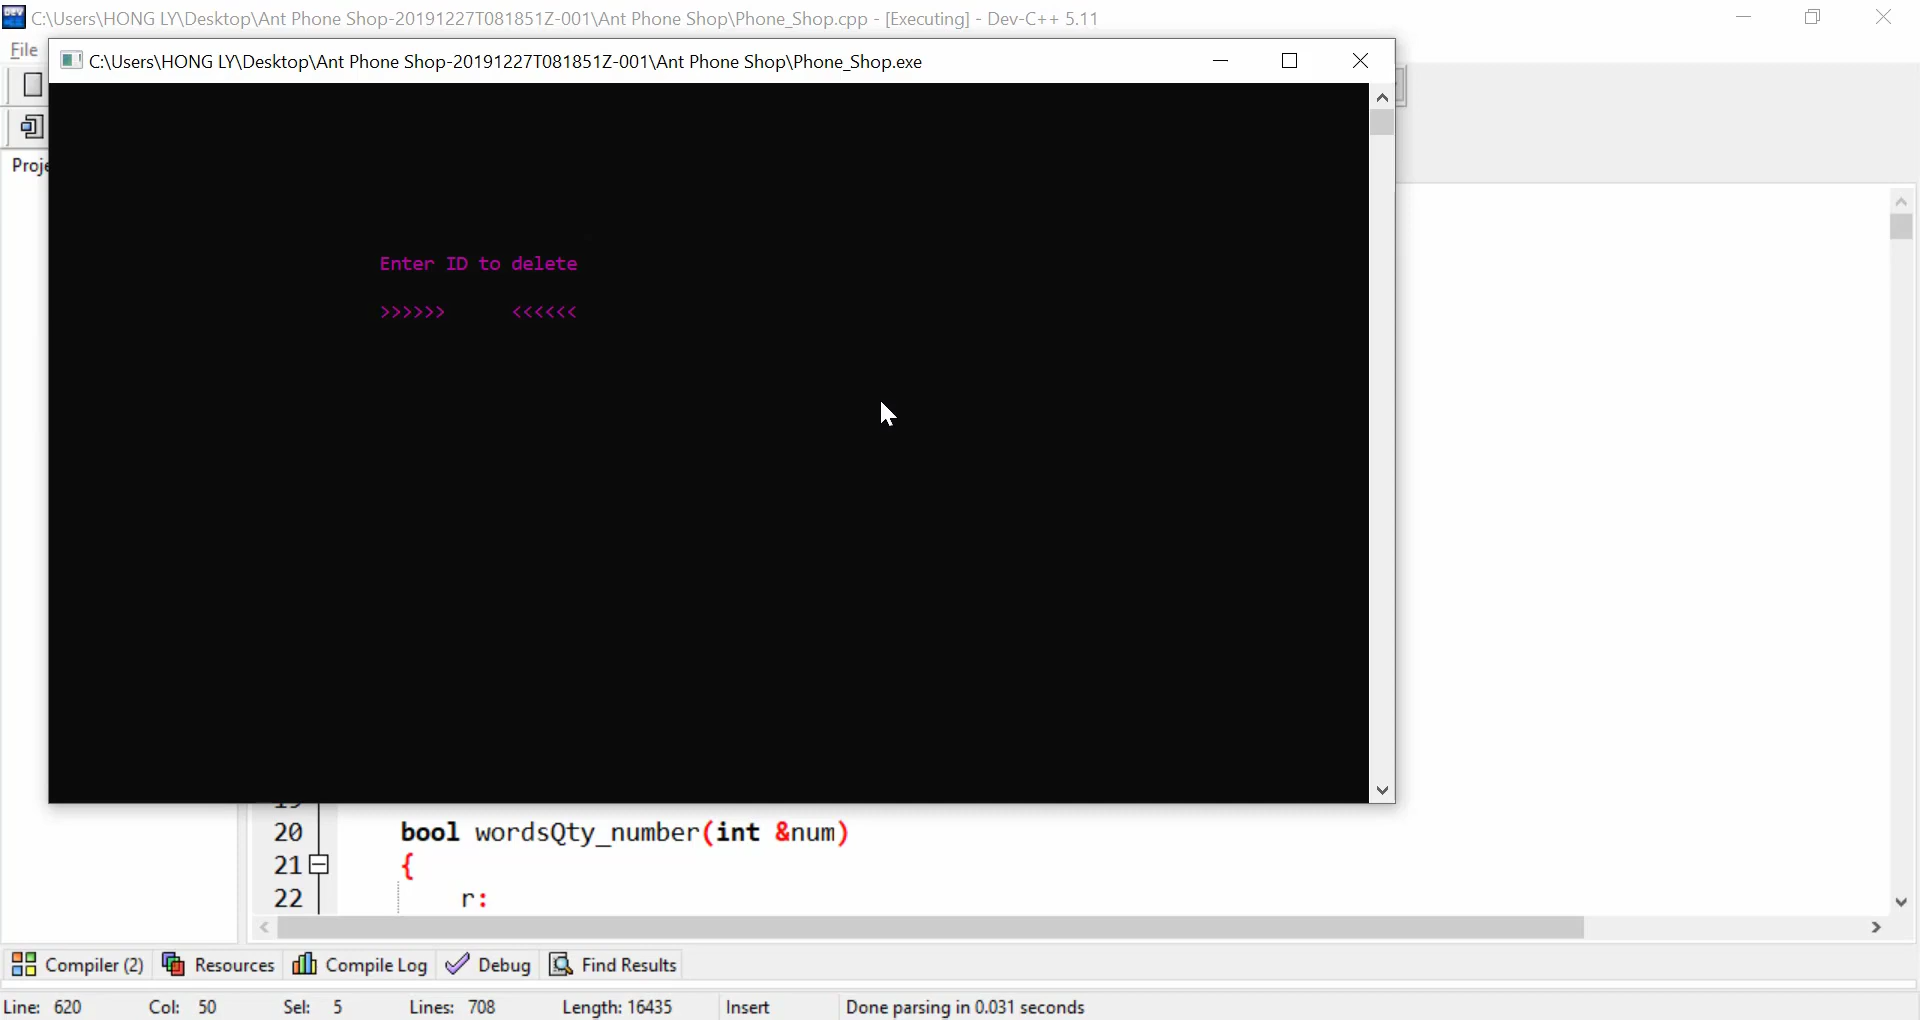 C:\Users\HONG LY\Desktop\Ant Phone Shop-20191227T081851Z-001\Ant Phone Shop\Phone_Shop.cpp - [Executing] - Dev-C++ 5.11
File
C:\Users\HONG LY\Desktop\Ant Phone Shop-20191227T081851Z-001\Ant Phone Shop\Phone_Shop.exe
Proje
Enter ID to delete
>>>>>> <<<<<<
20 bool wordsQty_number(int &num)
21 {
22 r:
Compiler (2) Resources Compile Log Debug Find Results
Line: 620 Col: 50 Sel: 5 Lines: 708 Length: 16435 Insert Done parsing in 0.031 seconds